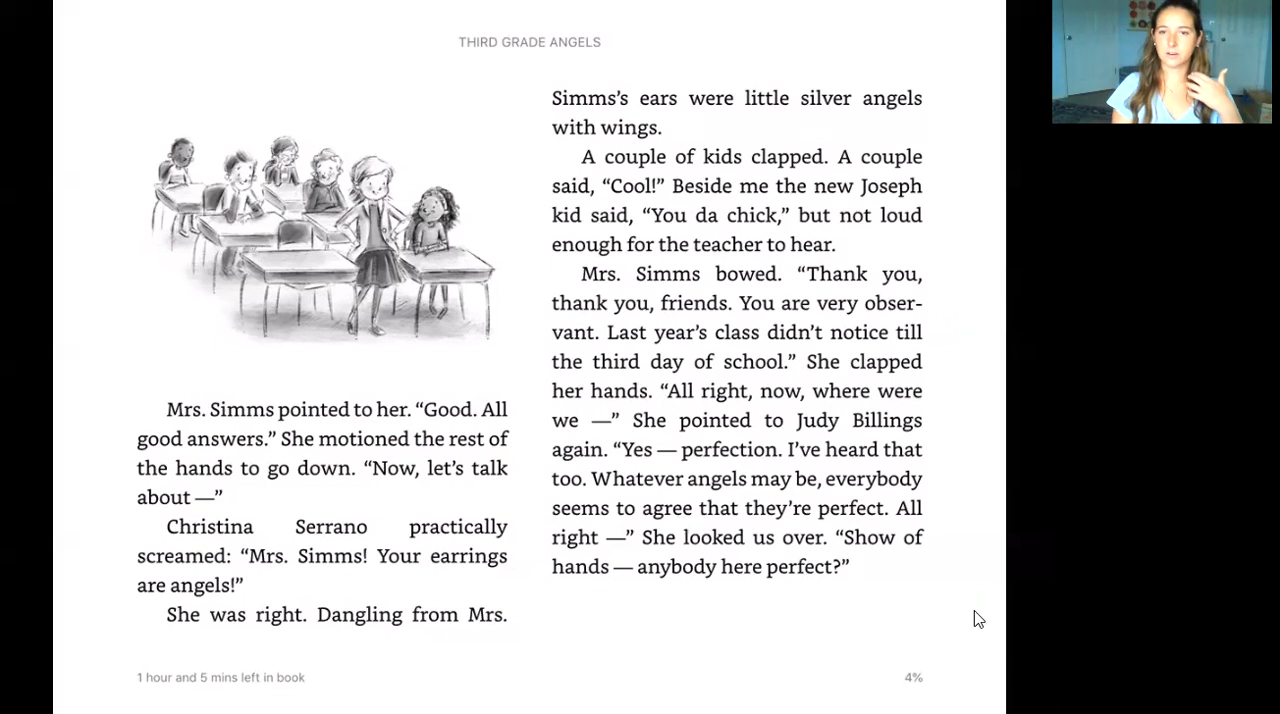 THIRD GRADE ANGELS
Mrs. Simms pointed to her. “Good. All
good answers.” She motioned the rest of
the hands to go down. “Now, let’s talk
about —”
Christina Serrano practically
screamed: “Mrs. Simms! Your earrings
are angels!”
She was right. Dangling from Mrs.
Simms’s ears were little silver angels
with wings.
A couple of kids clapped. A couple
said, “Cool!” Beside me the new Joseph
kid said, “You da chick,” but not loud
enough for the teacher to hear.
Mrs. Simms bowed. “Thank you,
thank you, friends. You are very obser-
vant. Last year’s class didn’t notice till
the third day of school.” She clapped
her hands. “All right, now, where were
we —” She pointed to Judy Billings
again. “Yes — perfection. I’ve heard that
too. Whatever angels may be, everybody
seems to agree that they’re perfect. All
right —” She looked us over. “Show of
hands — anybody here perfect?”
1 hour and 5 mins left in book
4%